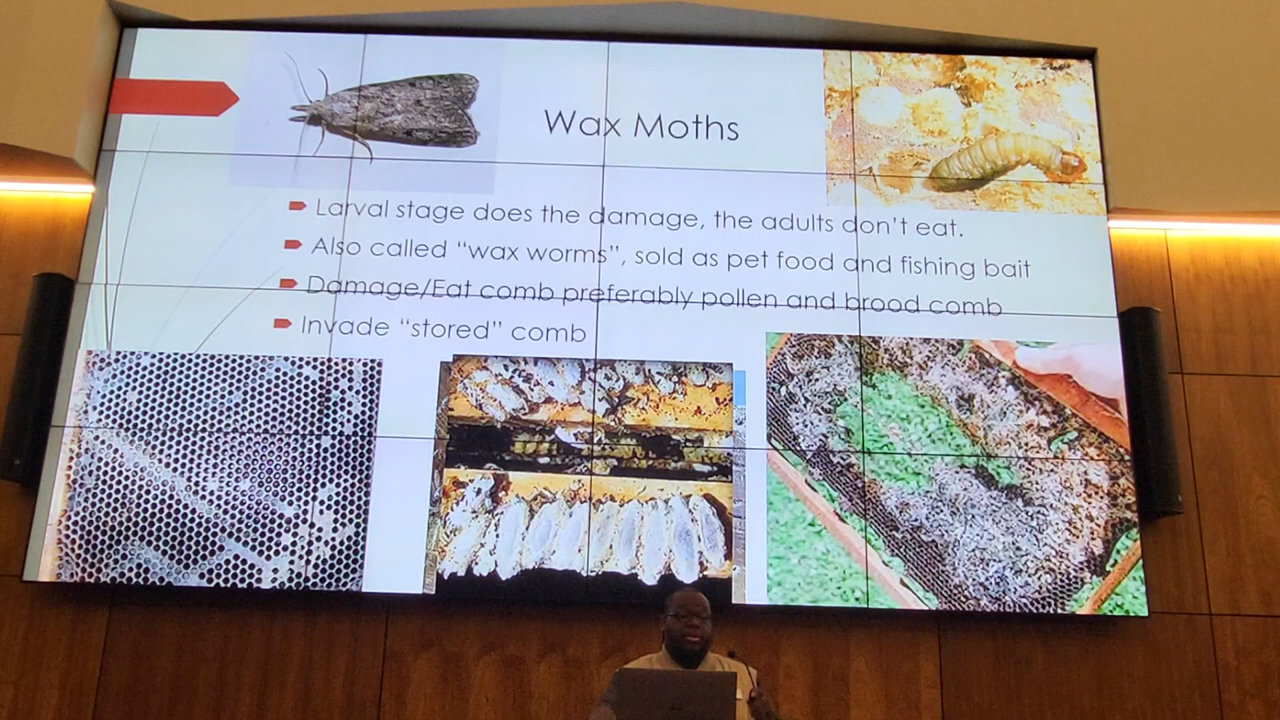 Wax Moths
Larval stage does the damage, the adults don't eat.
Also called “wax worms”, sold as pet food and fishing bait
Damage/Eat comb preferably pollen and brood comb
Invade “stored” comb